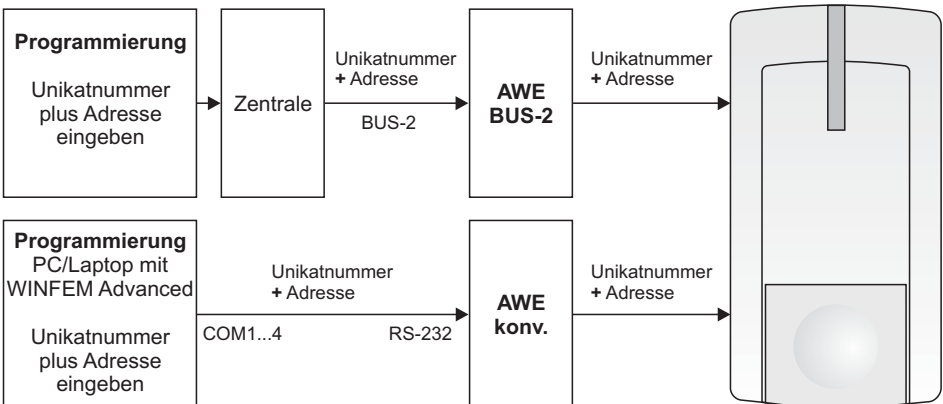 Programmierung
Unikatnummer
plus Adresse
eingeben
Zentrale
Unikatnummer
+ Adresse
BUS-2
AWE
BUS-2
Unikatnummer
+ Adresse
Programmierung
PC/Laptop mit
WINFEM Advanced
Unikatnummer
plus Adresse
eingeben
Unikatnummer
+ Adresse
COM1...4
RS-232
AWE
konv.
Unikatnummer
+ Adresse